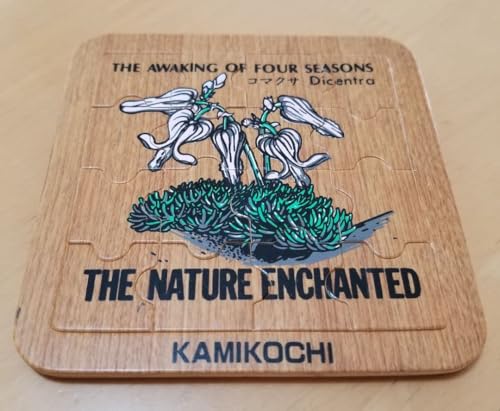 THE AWAKING OF FOUR SEASONS
コマクサ Dicentra
THE NATURE ENCHANTED
KAMIKOCHI